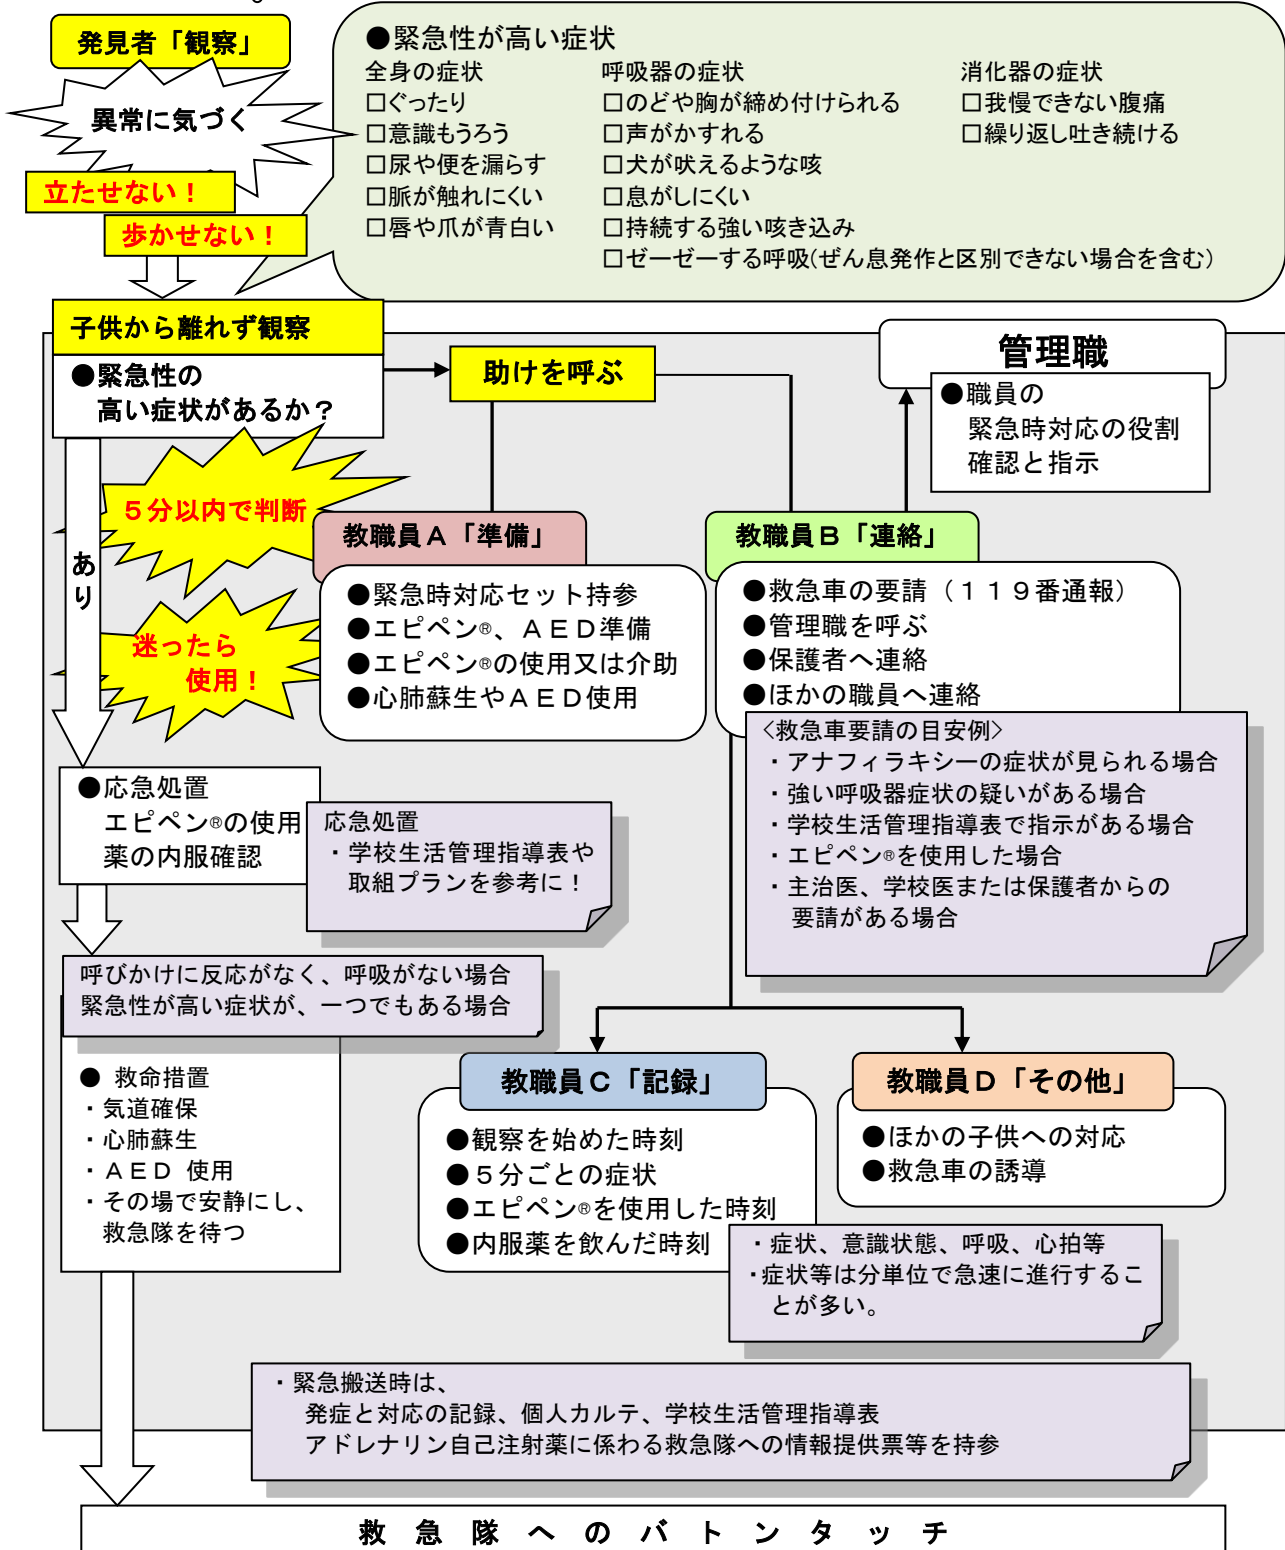 発見者「観察」
異常に気づく
立たせない！
歩かせない！
●緊急性が高い症状
全身の症状
□ぐったり
□意識もうろう
□尿や便を漏らす
□脈が触れにくい
□唇や爪が青白い
呼吸器の症状
□のどや胸が締め付けられる
□声がかすれる
□犬が吠えるような咳
□息がしにくい
□持続する強い咳き込み
□ゼーゼーする呼吸(ぜん息発作と区別できない場合を含む)
消化器の症状
□我慢できない腹痛
□繰り返し吐き続ける
子供から離れず観察
●緊急性の
高い症状があるか？
助けを呼ぶ
管理職
●職員の
緊急時対応の役割
確認と指示
５分以内で判断
あり
迷ったら
使用！
教職員Ａ「準備」
●緊急時対応セット持参
●エピペン®、ＡＥＤ準備
●エピペン®の使用又は介助
●心肺蘇生やＡＥＤ使用
教職員Ｂ「連絡」
●救急車の要請（１１９番通報）
●管理職を呼ぶ
●保護者へ連絡
●ほかの職員へ連絡
<救急車要請の目安例>
・アナフィラキシーの症状が見られる場合
・強い呼吸器症状の疑いがある場合
・学校生活管理指導表で指示がある場合
・エピペン®を使用した場合
・主治医、学校医または保護者からの
要請がある場合
●応急処置
エピペン®の使用
薬の内服確認
応急処置
・学校生活管理指導表や
取組プランを参考に！
呼びかけに反応がなく、呼吸がない場合
緊急性が高い症状が、一つでもある場合
● 救命措置
・気道確保
・心肺蘇生
・ＡＥＤ 使用
・その場で安静にし、
救急隊を待つ
教職員Ｃ「記録」
●観察を始めた時刻
●５分ごとの症状
●エピペン®を使用した時刻
●内服薬を飲んだ時刻
教職員Ｄ「その他」
●ほかの子供への対応
●救急車の誘導
・症状、意識状態、呼吸、心拍等
・症状等は分単位で急速に進行するこ
とが多い。
・緊急搬送時は、
発症と対応の記録、個人カルテ、学校生活管理指導表
アドレナリン自己注射薬に係わる救急隊への情報提供票等を持参
救急隊へのバトンタッチ